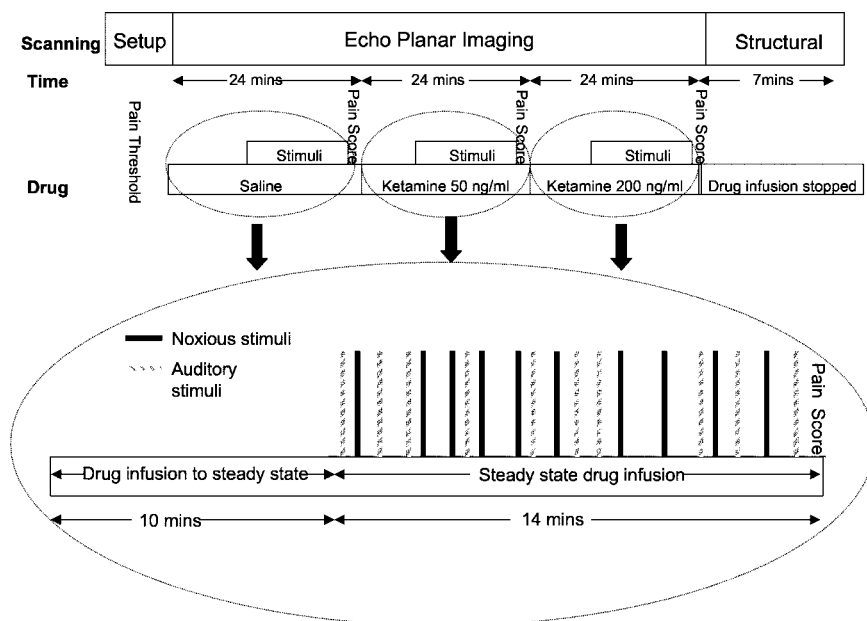 Scanning Setup Echo Planar Imaging Structural
Time 24 mins 24 mins 24 mins 7mins
Pain Threshold
Pain Score
Pain Score
Pain Score
Stimuli Stimuli Stimuli
Drug Saline Ketamine 50 ng/ml Ketamine 200 ng/ml Drug infusion stopped
Noxious stimuli
Auditory
stimuli
Pain Score
Drug infusion to steady state Steady state drug infusion
10 mins 14 mins